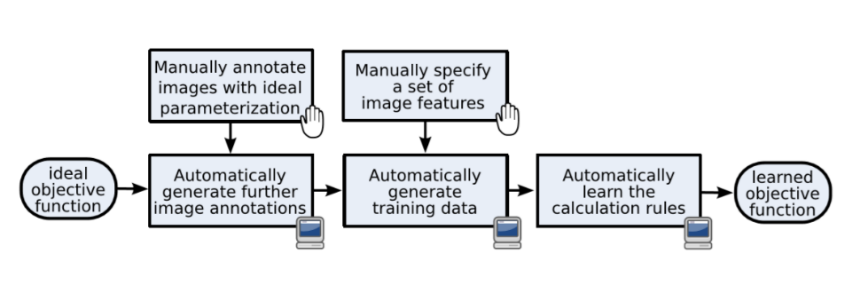 Manually annotate
images with ideal
parameterization
Manually specify
a set of
image features
ideal
objective
function
Automatically
generate further
image annotations
Automatically
generate
training data
Automatically
learn the
calculation rules
learned
objective
function